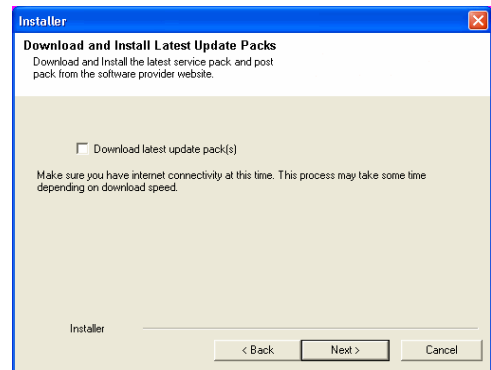 Installer
Download and Install Latest Update Packs
Download and Install the latest service pack and post
pack from the software provider website.
Download latest update pack(s)
Make sure you have internet connectivity at this time. This process may take some time
depending on download speed.
Installer
< Back
Next >
Cancel